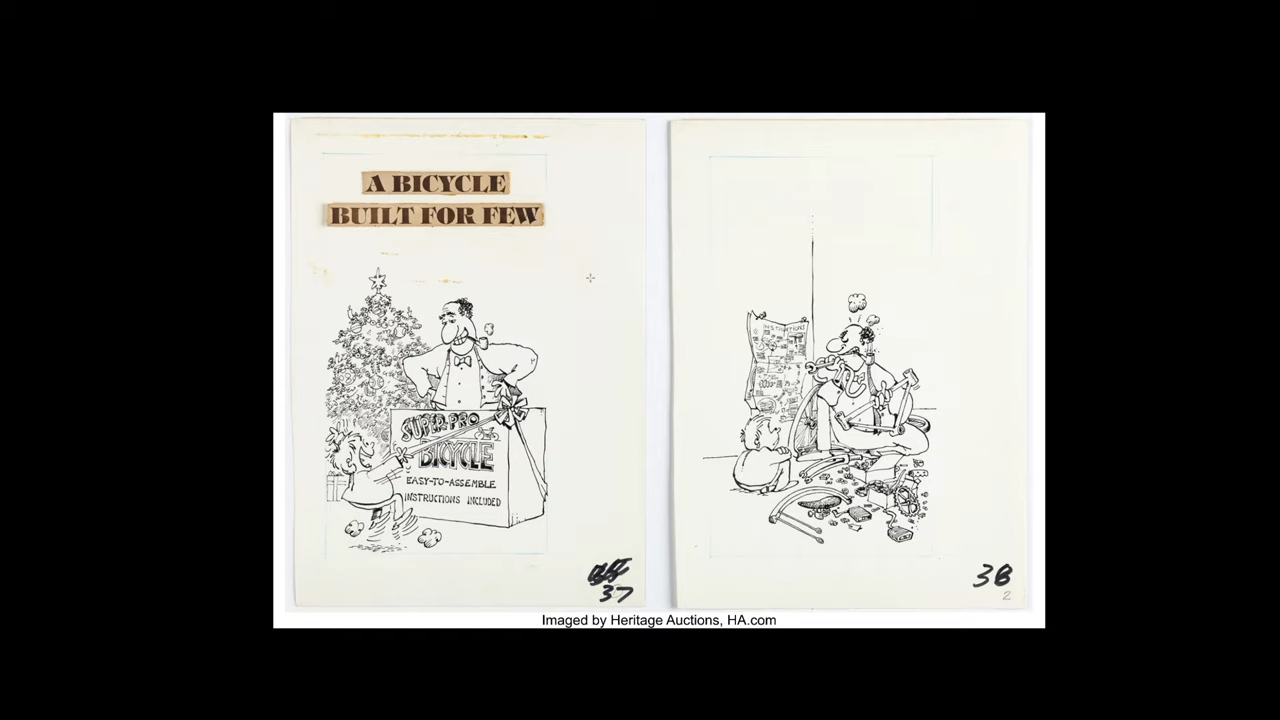 A BICYCLE
BUILT FOR FEW
SUPER-PRO
BICYCLE
EASY-TO-ASSEMBLE
INSTRUCTIONS INCLUDED
37
INSTRUCTIONS
38
2
Imaged by Heritage Auctions, HA.com